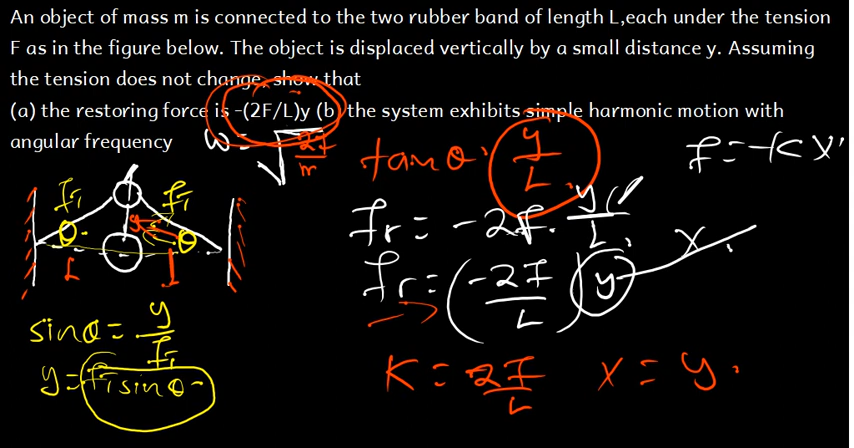 An object of mass m is connected to the two rubber band of length L,each under the tension
F as in the figure below. The object is displaced vertically by a small distance y. Assuming
the tension does not change, show that
(a) the restoring force is -(2F/L)y (b) the system exhibits simple harmonic motion with
angular frequency
ω = √2F/m
tanθ = y/L
F = -Kx
F₁ F₁
θ y θ
L L
Fr = -2F. y/L
Fr = (-2F/L)(y) x
sinθ = y/F₁
y = F₁ sinθ
K = 2F/L x = y